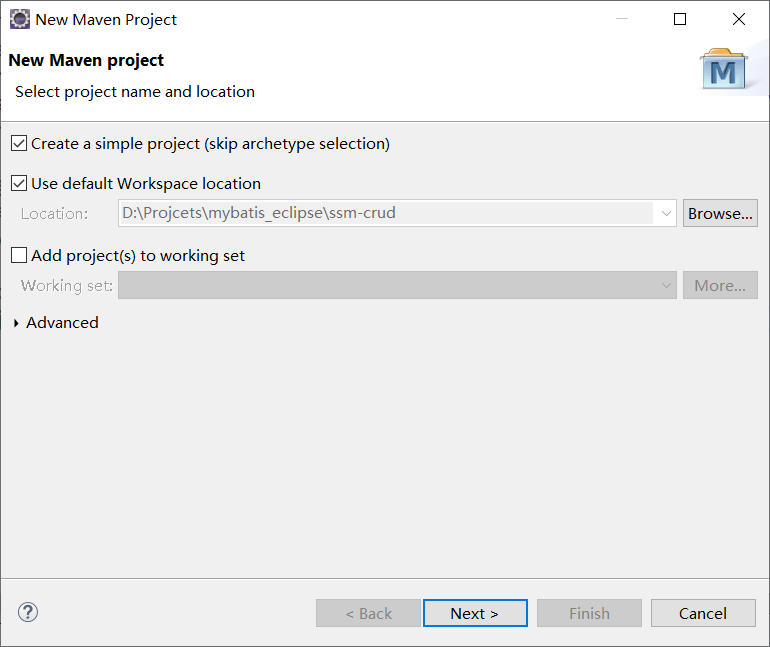 New Maven Project
New Maven project
Select project name and location
M
Create a simple project (skip archetype selection)
Use default Workspace location
Location: D:\Projcets\mybatis_eclipse\ssm-crud Browse...
Add project(s) to working set
Working set: More...
Advanced
? < Back Next > Finish Cancel